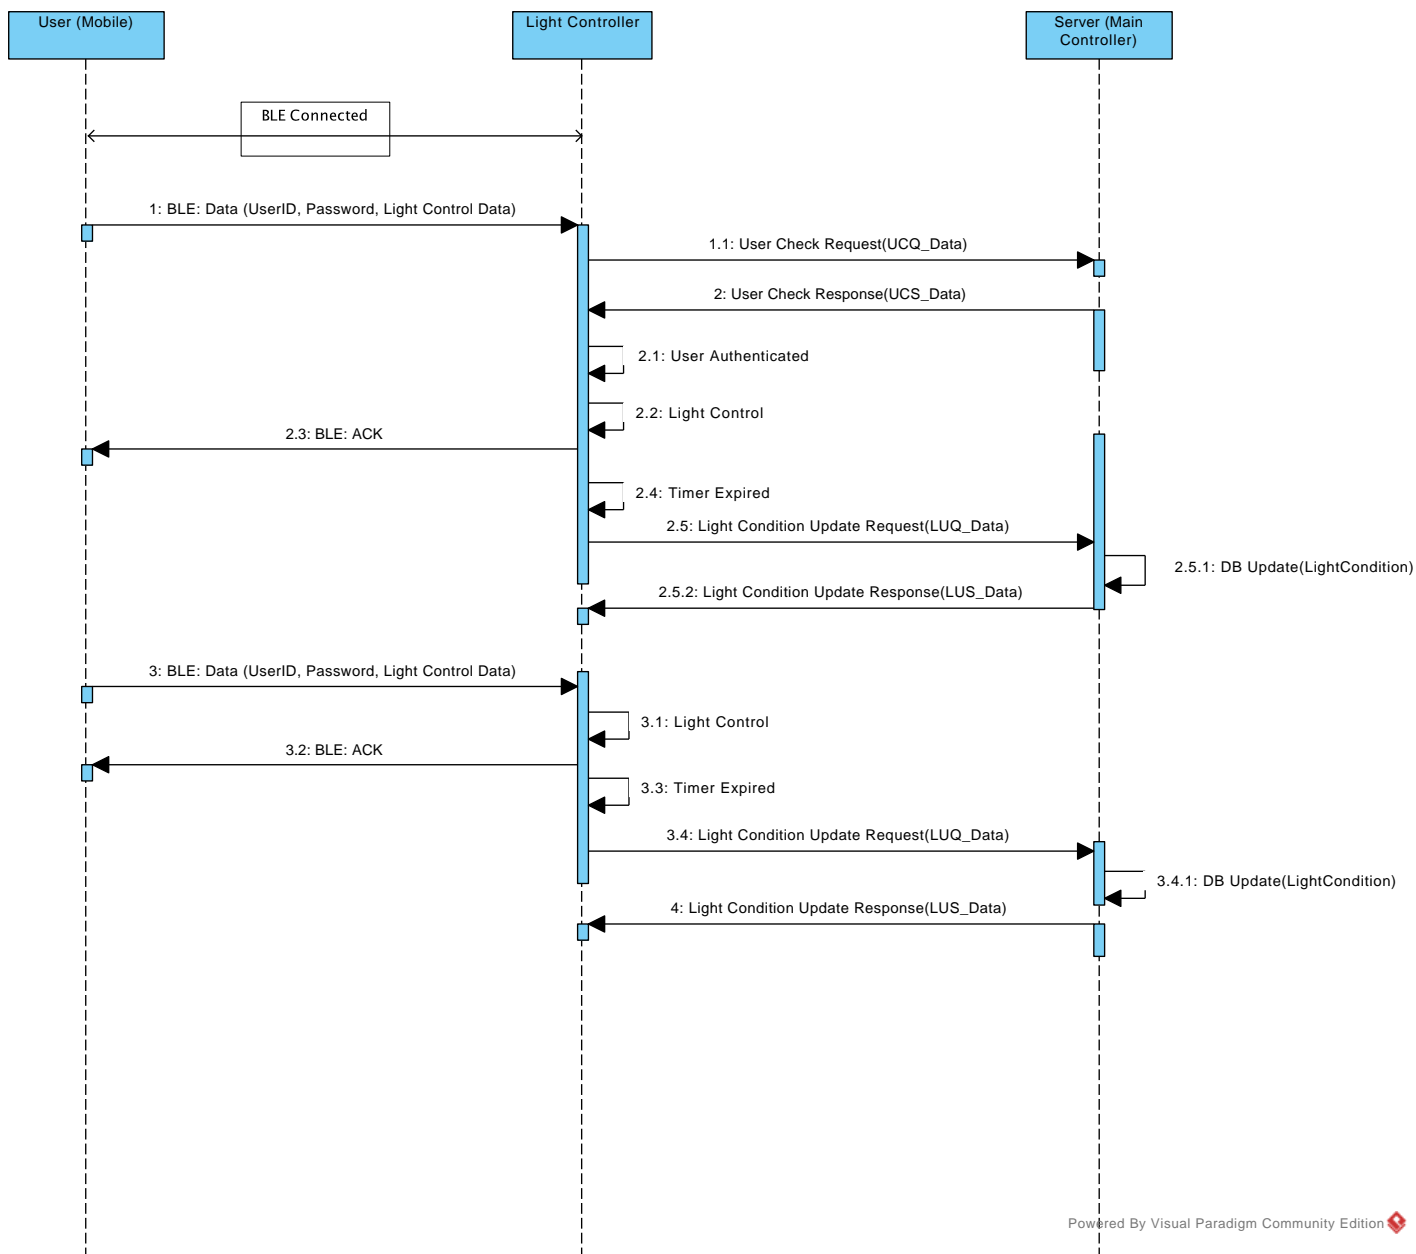 User (Mobile)
Light Controller
Server (Main
Controller)
BLE Connected
1: BLE: Data (UserID, Password, Light Control Data)
1.1: User Check Request(UCQ_Data)
2: User Check Response(UCS_Data)
2.1: User Authenticated
2.2: Light Control
2.3: BLE: ACK
2.4: Timer Expired
2.5: Light Condition Update Request(LUQ_Data)
2.5.1: DB Update(LightCondition)
2.5.2: Light Condition Update Response(LUS_Data)
3: BLE: Data (UserID, Password, Light Control Data)
3.1: Light Control
3.2: BLE: ACK
3.3: Timer Expired
3.4: Light Condition Update Request(LUQ_Data)
3.4.1: DB Update(LightCondition)
4: Light Condition Update Response(LUS_Data)
Powered By Visual Paradigm Community Edition